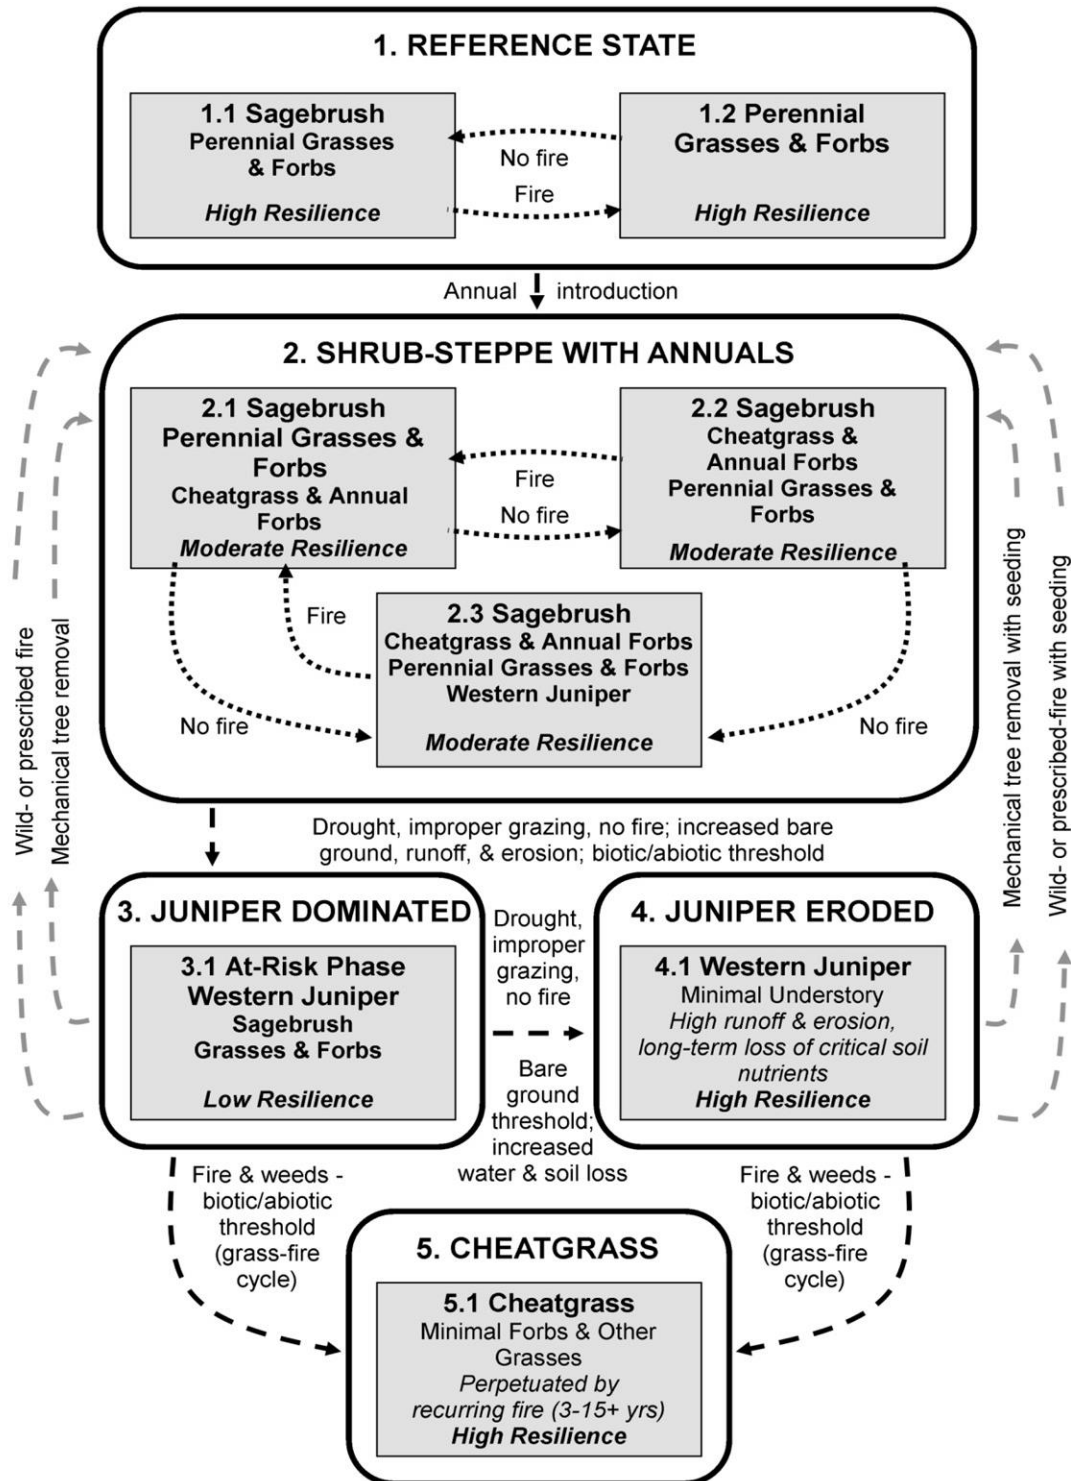 1. REFERENCE STATE
1.1 Sagebrush
Perennial Grasses
& Forbs
High Resilience
No fire
Fire
1.2 Perennial
Grasses & Forbs
High Resilience
Annual introduction
2. SHRUB-STEPPE WITH ANNUALS
2.1 Sagebrush
Perennial Grasses &
Forbs
Cheatgrass & Annual
Forbs
Moderate Resilience
Fire
No fire
2.2 Sagebrush
Cheatgrass &
Annual Forbs
Perennial Grasses &
Forbs
Moderate Resilience
Fire
2.3 Sagebrush
Cheatgrass & Annual Forbs
Perennial Grasses & Forbs
Western Juniper
Moderate Resilience
No fire
No fire
Wild- or prescribed fire
Mechanical tree removal
Mechanical tree removal with seeding
Wild- or prescribed-fire with seeding
Drought, improper grazing, no fire; increased bare
ground, runoff, & erosion; biotic/abiotic threshold
3. JUNIPER DOMINATED
3.1 At-Risk Phase
Western Juniper
Sagebrush
Grasses & Forbs
Low Resilience
Drought,
improper
grazing,
no fire
Bare
ground
threshold;
increased
water & soil loss
4. JUNIPER ERODED
4.1 Western Juniper
Minimal Understory
High runoff & erosion,
long-term loss of critical soil
nutrients
High Resilience
Fire & weeds -
biotic/abiotic
threshold
(grass-fire
cycle)
Fire & weeds -
biotic/abiotic
threshold
(grass-fire
cycle)
5. CHEATGRASS
5.1 Cheatgrass
Minimal Forbs & Other
Grasses
Perpetuated by
recurring fire (3-15+ yrs)
High Resilience